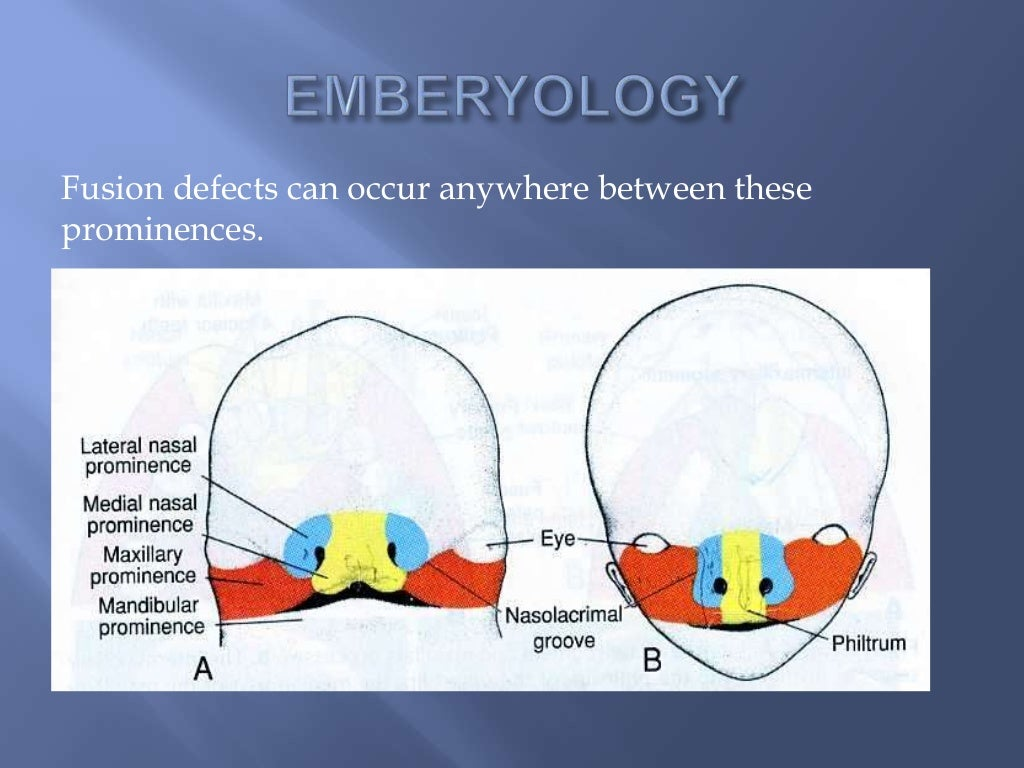 EMBERYOLOGY
Fusion defects can occur anywhere between these
prominences.
Lateral nasal
prominence
Medial nasal
prominence
Maxillary
prominence
Mandibular
prominence
A
Eye
Nasolacrimal
groove
B
Philtrum